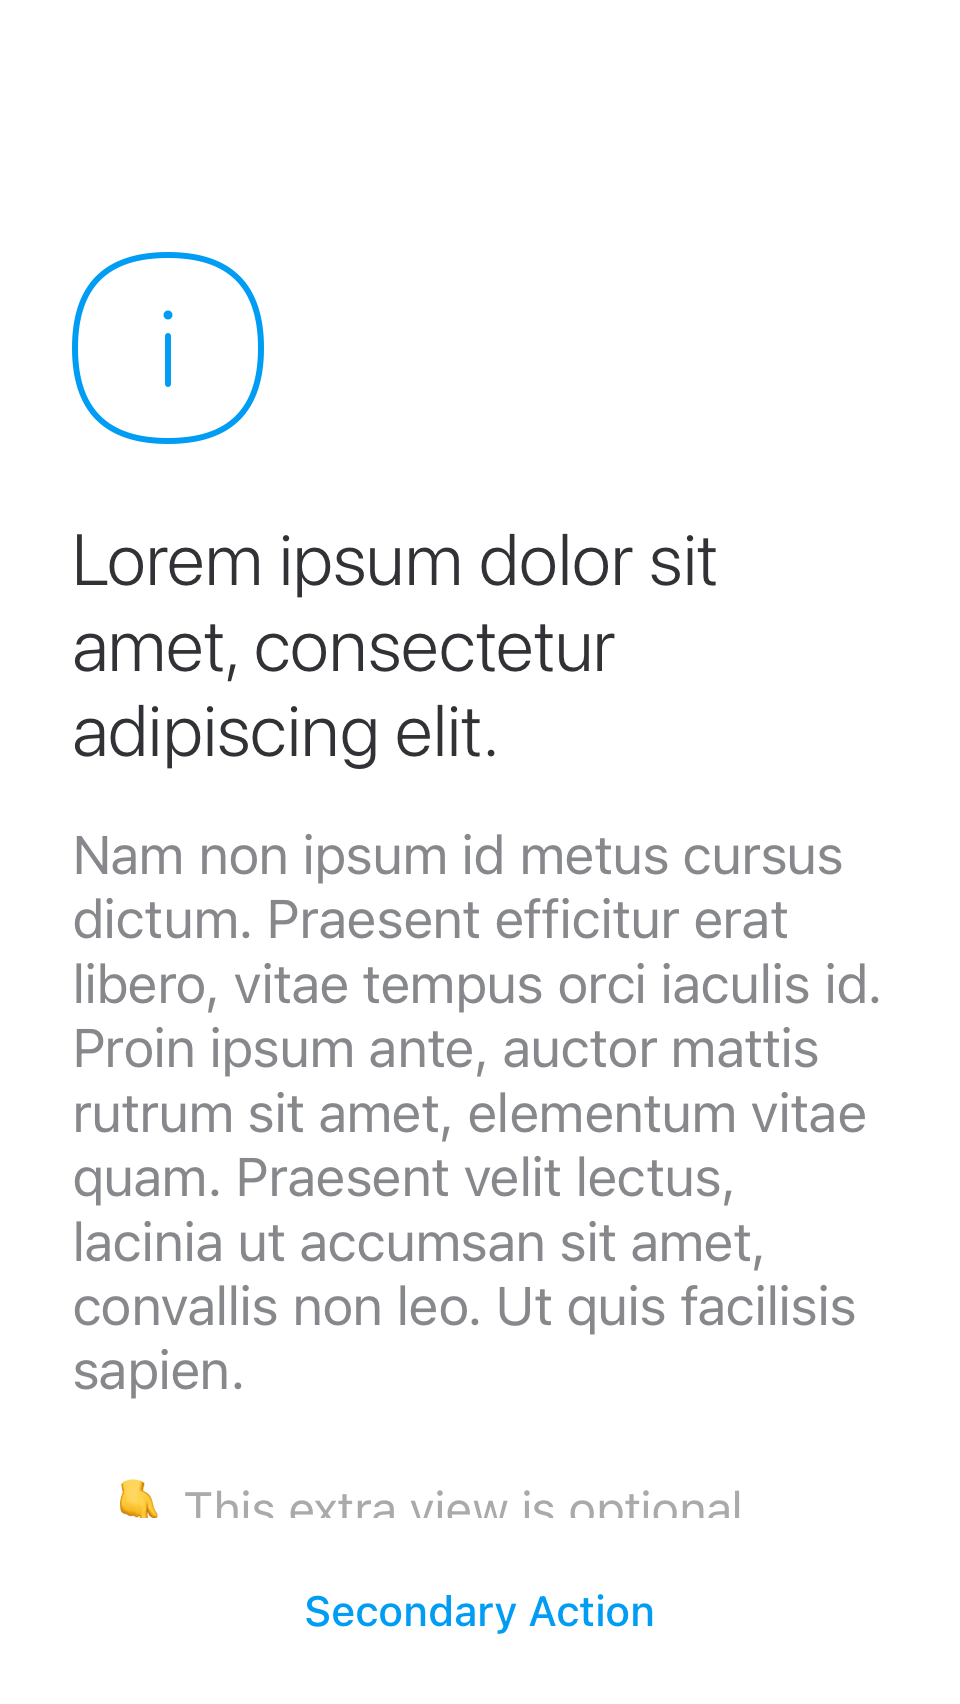 Lorem ipsum dolor sit
amet, consectetur
adipiscing elit.
Nam non ipsum id metus cursus
dictum. Praesent efficitur erat
libero, vitae tempus orci iaculis id.
Proin ipsum ante, auctor mattis
rutrum sit amet, elementum vitae
quam. Praesent velit lectus,
lacinia ut accumsan sit amet,
convallis non leo. Ut quis facilisis
sapien.
👇 This extra view is optional
Secondary Action